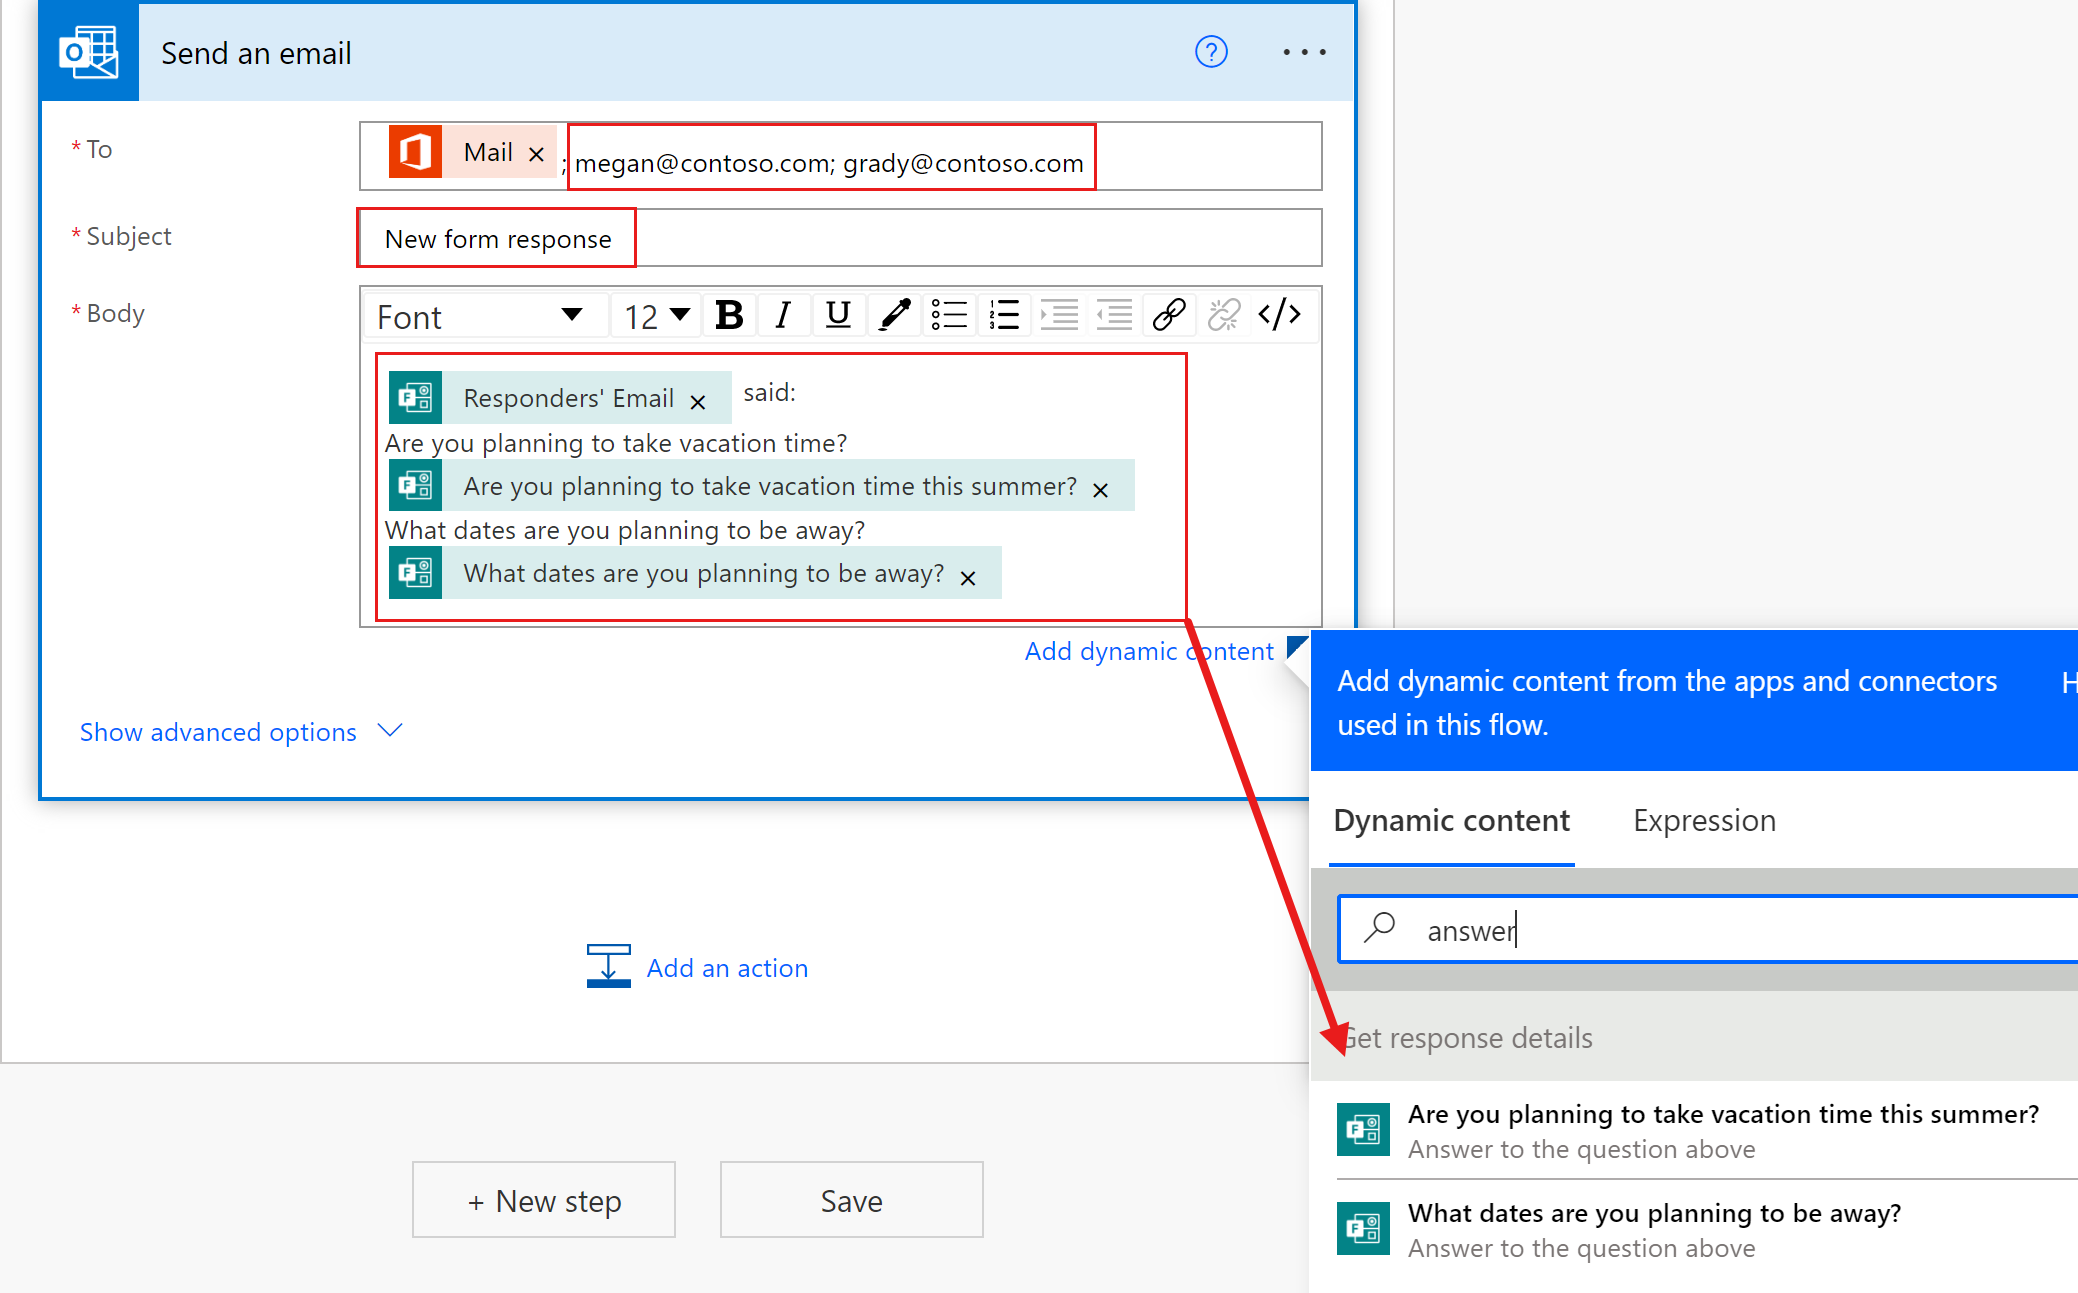 Send an email
?
* To
Mail ×
; megan@contoso.com; grady@contoso.com
* Subject
New form response
* Body
Font 12 B I U </>
Responders' Email × said:
Are you planning to take vacation time?
Are you planning to take vacation time this summer? ×
What dates are you planning to be away?
What dates are you planning to be away? ×
Add dynamic content
Show advanced options
Add an action
+ New step
Save
Add dynamic content from the apps and connectors
used in this flow.
Dynamic content Expression
answer
Get response details
Are you planning to take vacation time this summer?
Answer to the question above
What dates are you planning to be away?
Answer to the question above